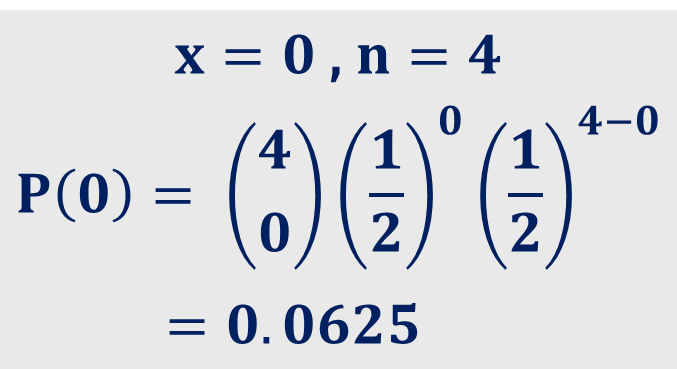 x = 0 , n = 4
P(0) = (4 0) (1/2)^0 (1/2)^4−0
= 0.0625